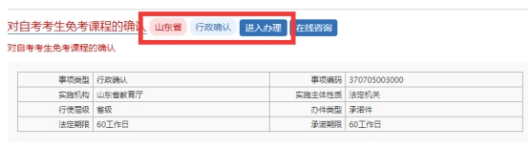 对自考考生免考课程的确认 山东省 行政确认 进入办理 在线咨询
对自考考生免考课程的确认
事项类型 行政确认 事项编码 370705003000
实施机构 山东省教育厅 实施主体性质 法定机关
行使层级 省级 办件类型 承诺件
法定期限 60工作日 承诺期限 60工作日